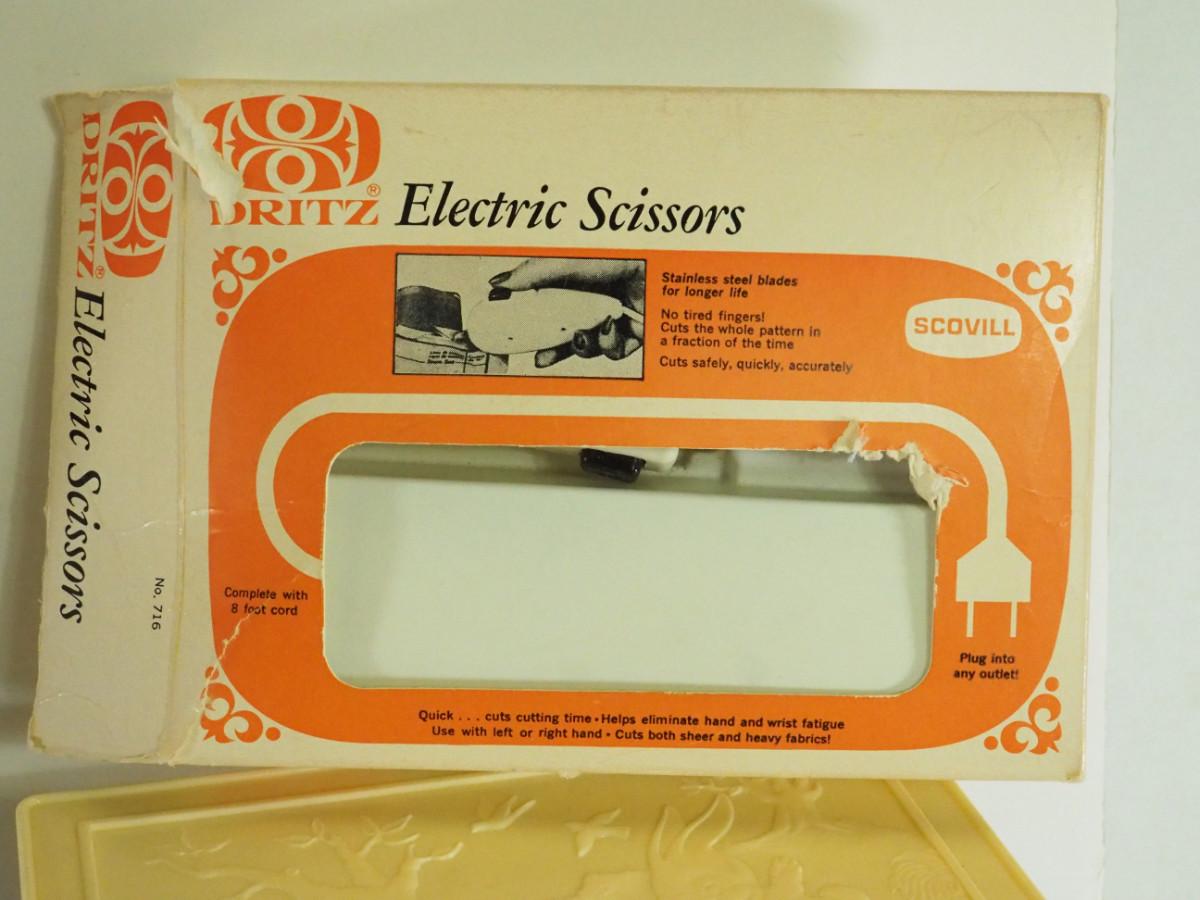 DRITZ®
Electric Scissors
No. 716
DRITZ®
Electric Scissors
Stainless steel blades
for longer life
No tired fingers!
Cuts the whole pattern in
a fraction of the time
Cuts safely, quickly, accurately
SCOVILL
Complete with
8 foot cord
Plug into
any outlet!
Quick . . . cuts cutting time • Helps eliminate hand and wrist fatigue
Use with left or right hand • Cuts both sheer and heavy fabrics!